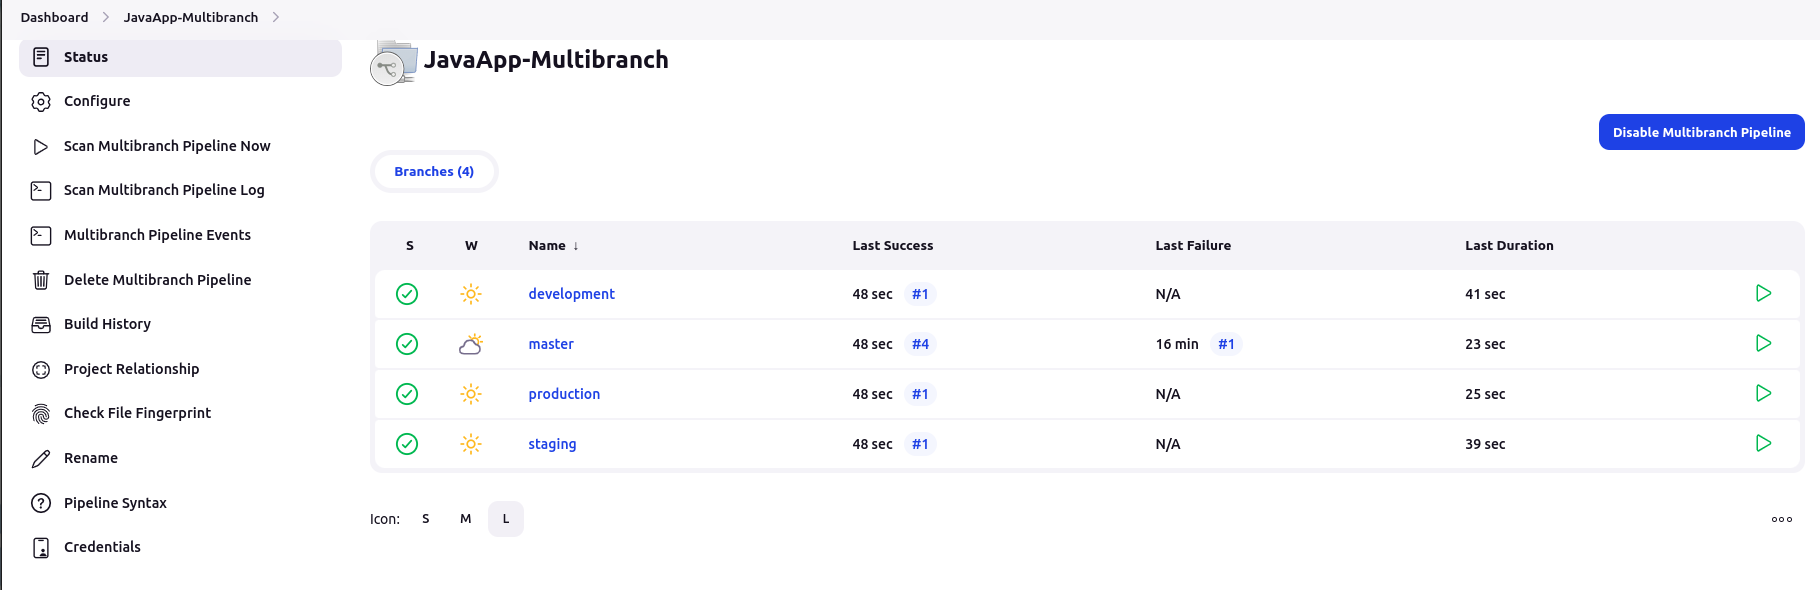 Dashboard > JavaApp-Multibranch >
Status
Configure
Scan Multibranch Pipeline Now
Scan Multibranch Pipeline Log
Multibranch Pipeline Events
Delete Multibranch Pipeline
Build History
Project Relationship
Check File Fingerprint
Rename
Pipeline Syntax
Credentials
JavaApp-Multibranch
Disable Multibranch Pipeline
Branches (4)
S W Name ↓ Last Success Last Failure Last Duration
development 48 sec #1 N/A 41 sec
master 48 sec #4 16 min #1 23 sec
production 48 sec #1 N/A 25 sec
staging 48 sec #1 N/A 39 sec
Icon: S M L